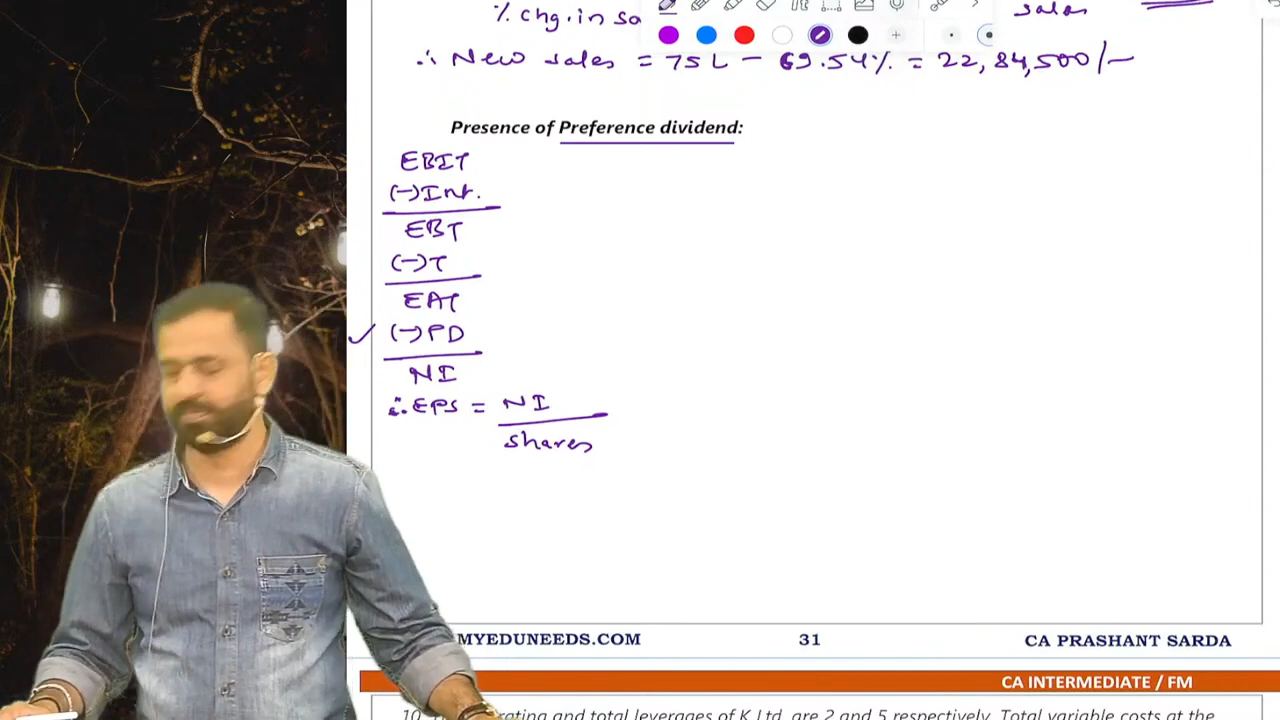 % chg. in sa
sales
∴ New sales = 75L - 69.54% = 22,84,500/-
Presence of Preference dividend:
EBIT
(-) Int.
EBT
(-) T
EAT
✓ (-) PD
NI
∴ EPS = NI
shares
MYEDUNEEDS.COM 31 CA PRASHANT SARDA
CA INTERMEDIATE / FM
10. rating and total leverages of K Ltd. are 2 and 5 respectively. Total variable costs at the